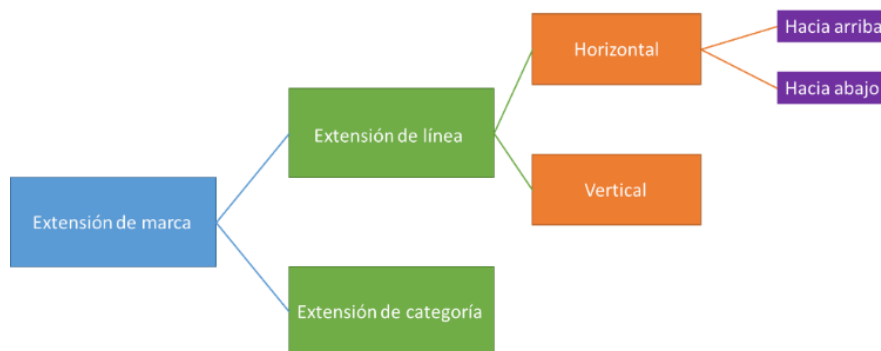 Hacia arriba
Horizontal
Hacia abajo
Extensión de línea
Vertical
Extensión de marca
Extensión de categoría